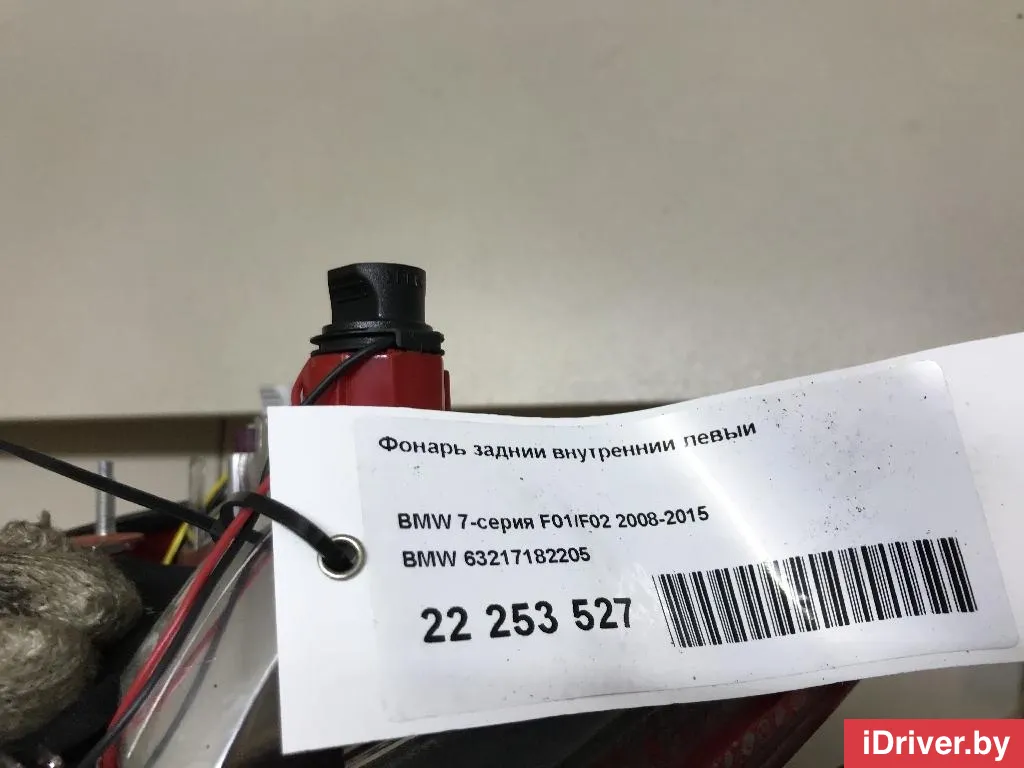 Фонарь задний внутренний левый
BMW 7-серия F01/F02 2008-2015
BMW 63217182205
22 253 527
iDriver.by